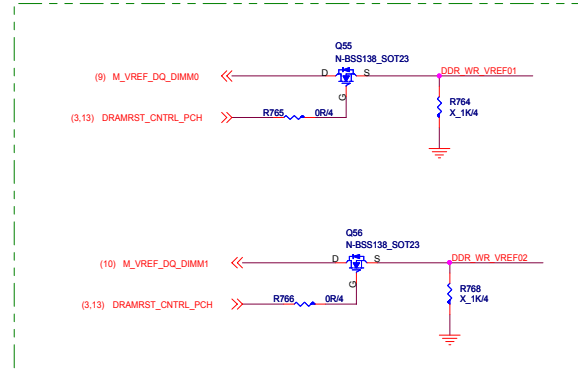 Q55
N-BSS138_SOT23
(9) M_VREF_DQ_DIMM0
D
S
DDR_WR_VREF01
G
R764
X_1K/4
(3,13) DRAMRST_CNTRL_PCH
R765
0R/4
Q56
N-BSS138_SOT23
(10) M_VREF_DQ_DIMM1
D
S
DDR_WR_VREF02
G
R768
X_1K/4
(3,13) DRAMRST_CNTRL_PCH
R766
0R/4